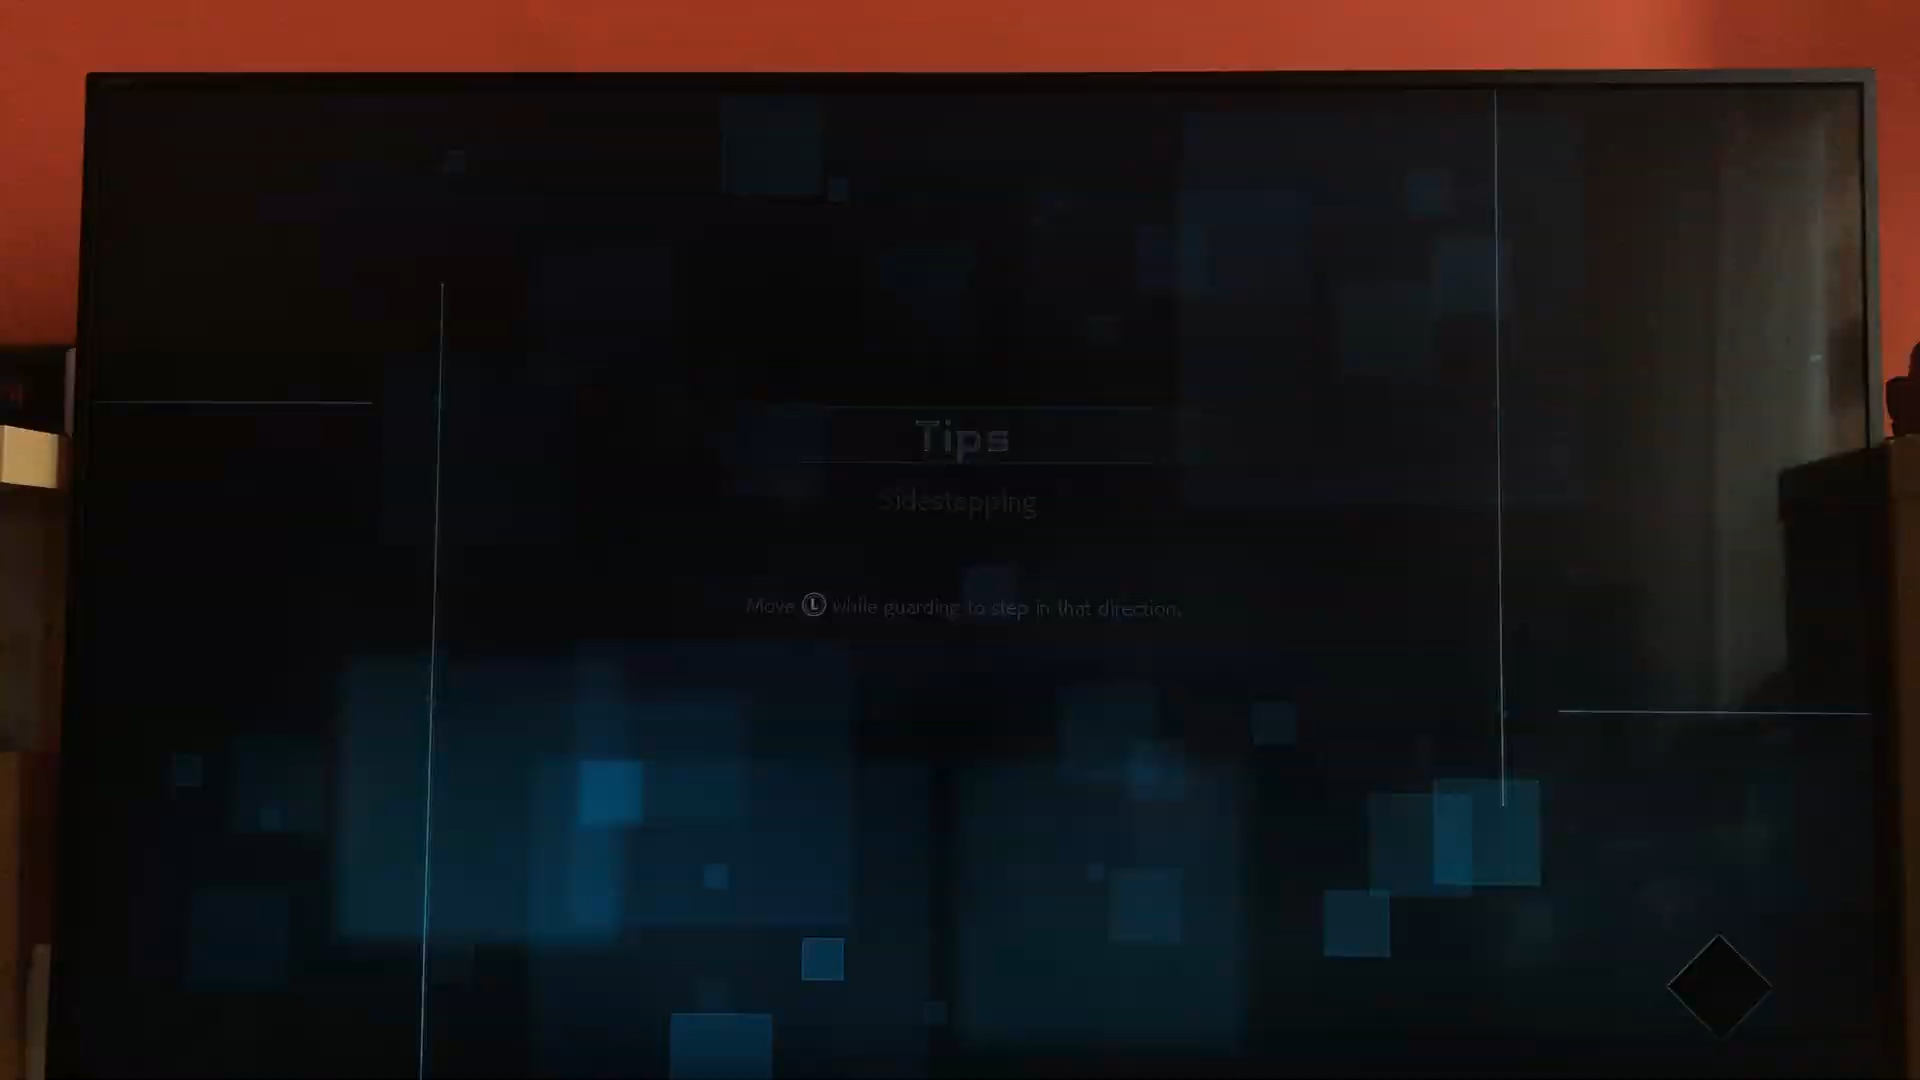 Tips
Sidestepping
Move L while guarding to step in that direction.